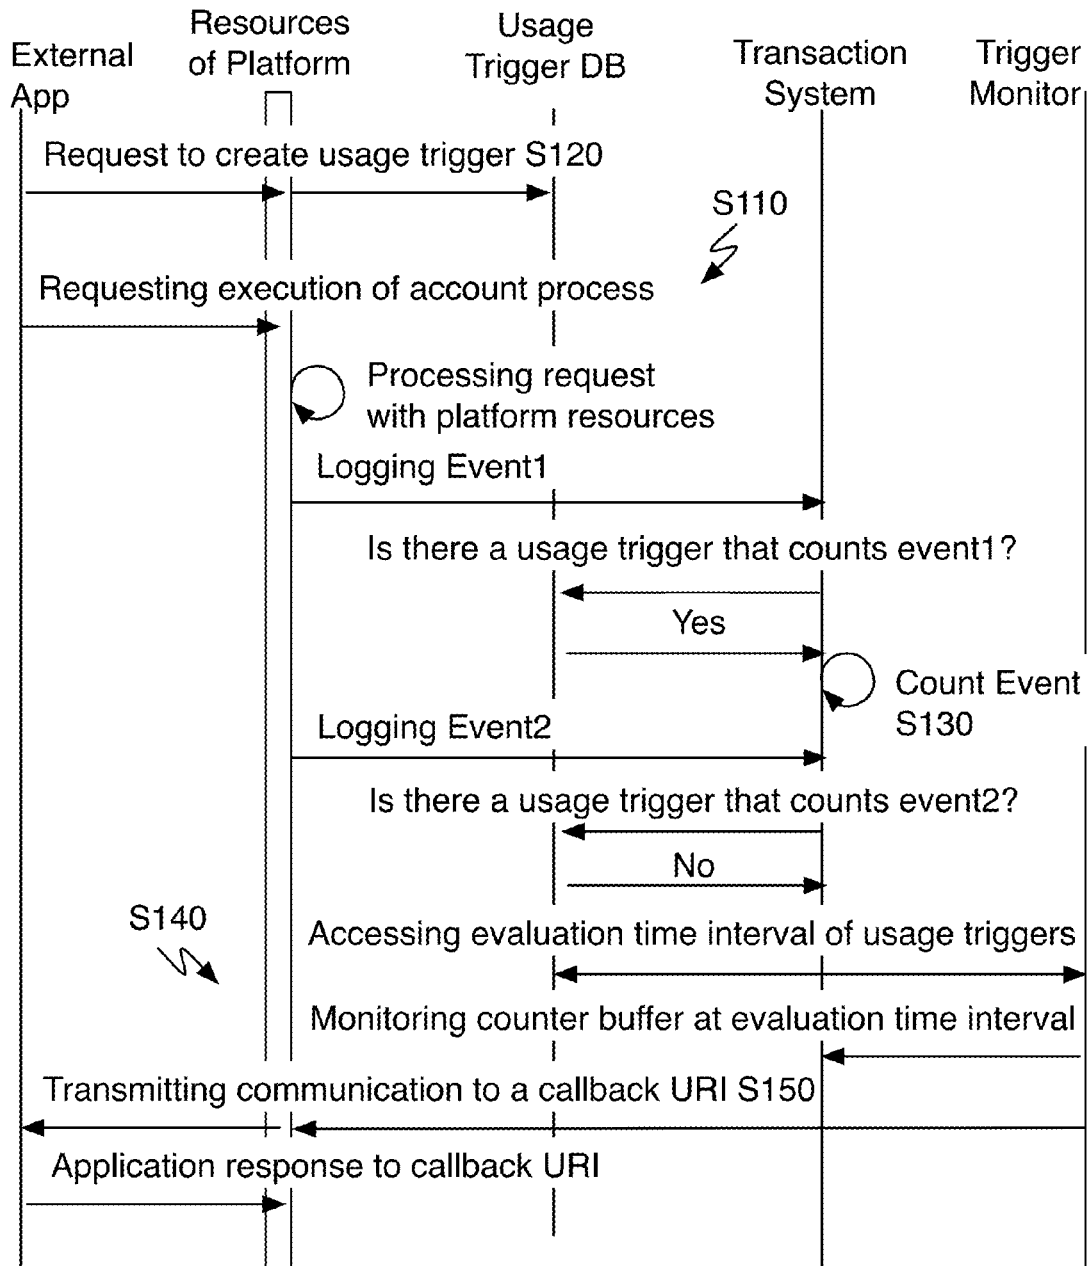 External
App
Resources
of Platform
Usage
Trigger DB
Transaction
System
Trigger
Monitor
Request to create usage trigger S120
S110
Requesting execution of account process
Processing request
with platform resources
Logging Event1
Is there a usage trigger that counts event1?
Yes
Count Event
S130
Logging Event2
Is there a usage trigger that counts event2?
No
S140
Accessing evaluation time interval of usage triggers
Monitoring counter buffer at evaluation time interval
Transmitting communication to a callback URI S150
Application response to callback URI